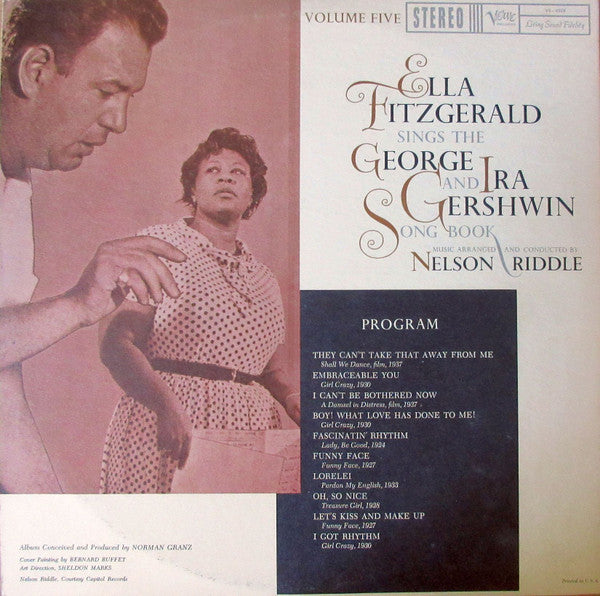 VOLUME FIVE
STEREO
VERVE
Living Sound Fidelity
ELLA
FITZGERALD
SINGS THE
GEORGE
AND IRA
GERSHWIN
SONG BOOK
MUSIC ARRANGED AND CONDUCTED BY
NELSON RIDDLE
PROGRAM
THEY CAN'T TAKE THAT AWAY FROM ME
Shall We Dance, film, 1937
EMBRACEABLE YOU
Girl Crazy, 1930
I CAN'T BE BOTHERED NOW
A Damsel in Distress, film, 1937
BOY! WHAT LOVE HAS DONE TO ME!
Girl Crazy, 1930
FASCINATIN' RHYTHM
Lady, Be Good, 1924
FUNNY FACE
Funny Face, 1927
LORELEI
Pardon My English, 1933
OH, SO NICE
Treasure Girl, 1928
LET'S KISS AND MAKE UP
Funny Face, 1927
I GOT RHYTHM
Girl Crazy, 1930
Album Conceived and Produced by NORMAN GRANZ
Cover Painting by BERNARD BUFFET
Art Direction, SHELDON MARKS
Nelson Riddle, Courtesy Capitol Records
Printed in U.S.A.